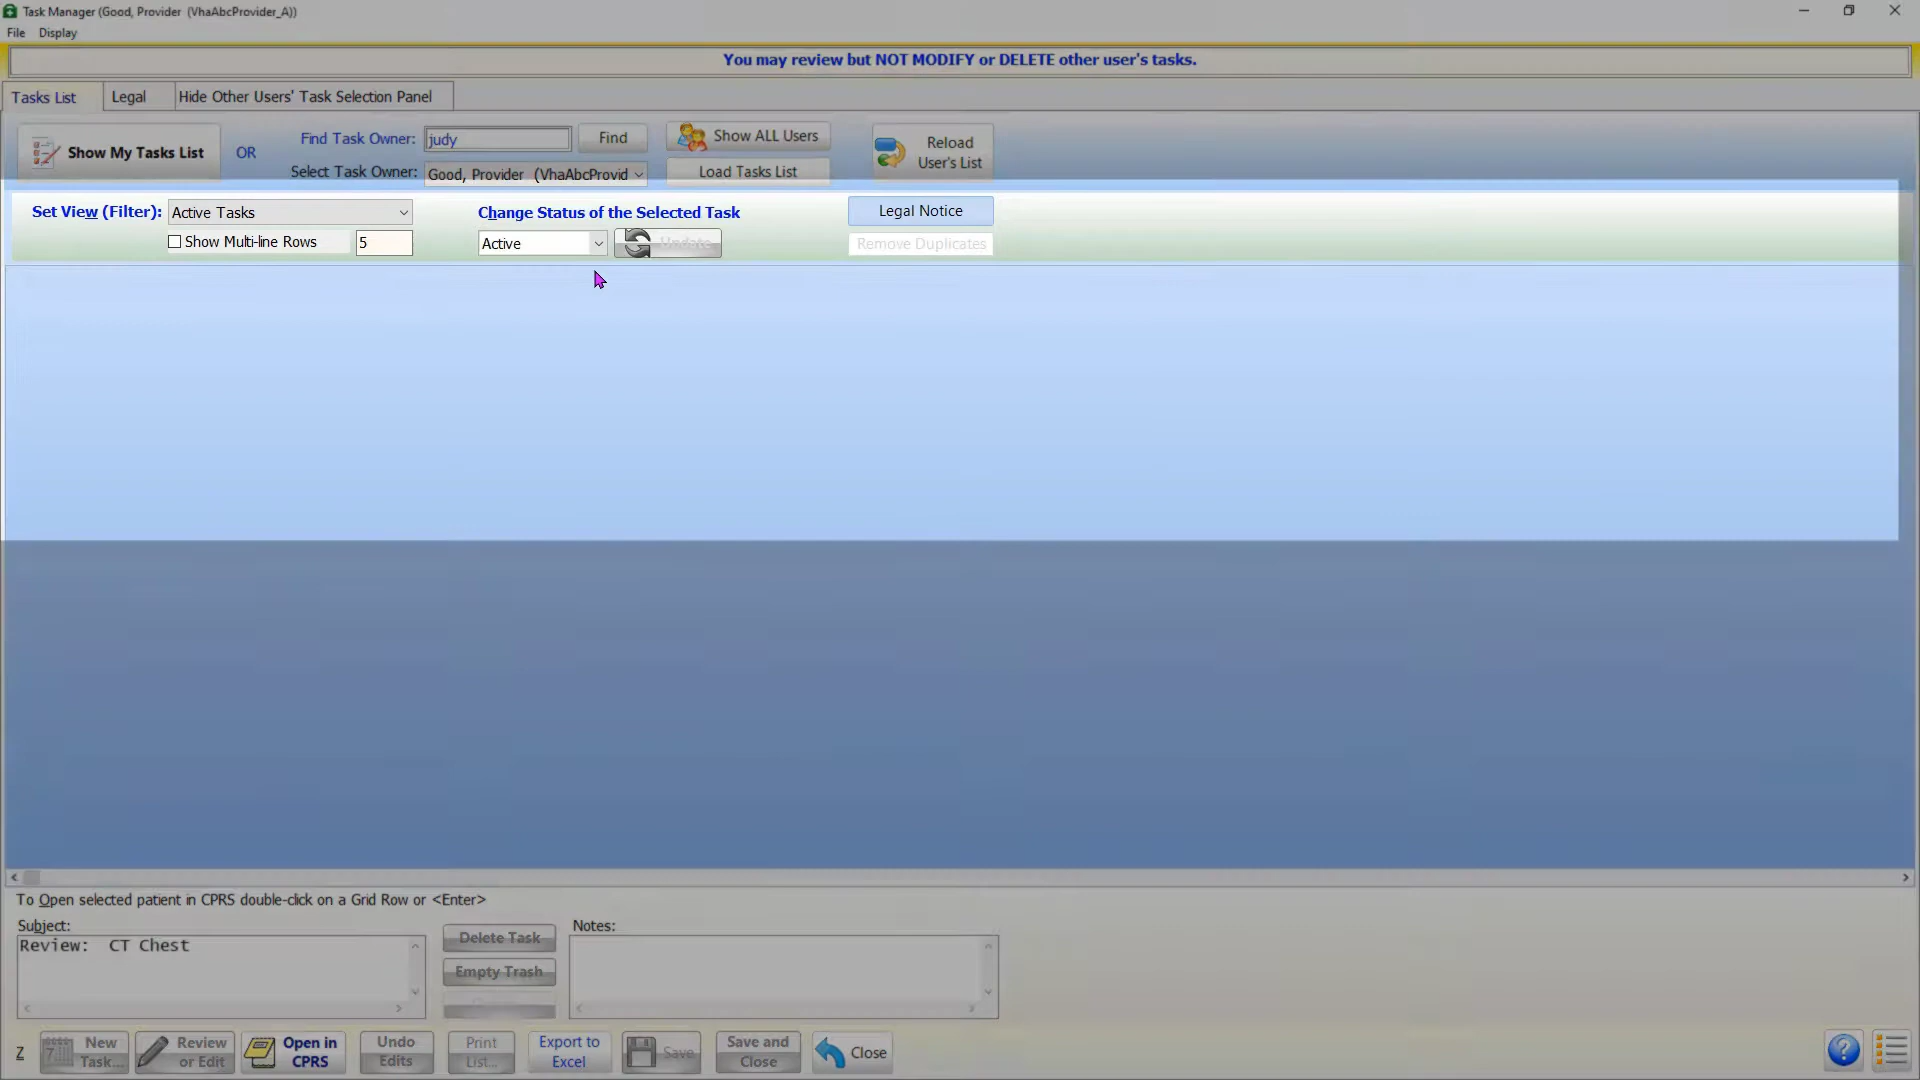 Task Manager (Good, Provider (VhaAbcProvider_A))
File Display
You may review but NOT MODIFY or DELETE other user's tasks.
Tasks List Legal Hide Other Users' Task Selection Panel
Show My Tasks List OR Find Task Owner: judy Find Show ALL Users Reload User's List
Select Task Owner: Good, Provider (VhaAbcProvid Load Tasks List
Set View (Filter): Active Tasks Change Status of the Selected Task Legal Notice
Show Multi-line Rows 5 Active Update Remove Duplicates
To Open selected patient in CPRS double-click on a Grid Row or <Enter>
Subject: Notes:
Review: CT Chest
Delete Task
Empty Trash
Z New Task... Review or Edit Open in CPRS Undo Edits Print List... Export to Excel Save Save and Close Close